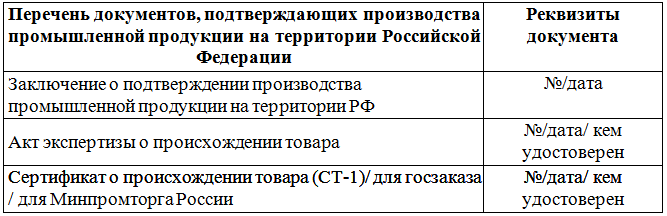 Перечень документов, подтверждающих производства
промышленной продукции на территории Российской
Федерации
Реквизиты
документа
Заключение о подтверждении производства
промышленной продукции на территории РФ
№/дата
Акт экспертизы о происхождении товара
№/дата/ кем
удостоверен
Сертификат о происхождении товара (СТ-1)/ для госзаказа
/ для Минпромторга России
№/дата/ кем
удостоверен